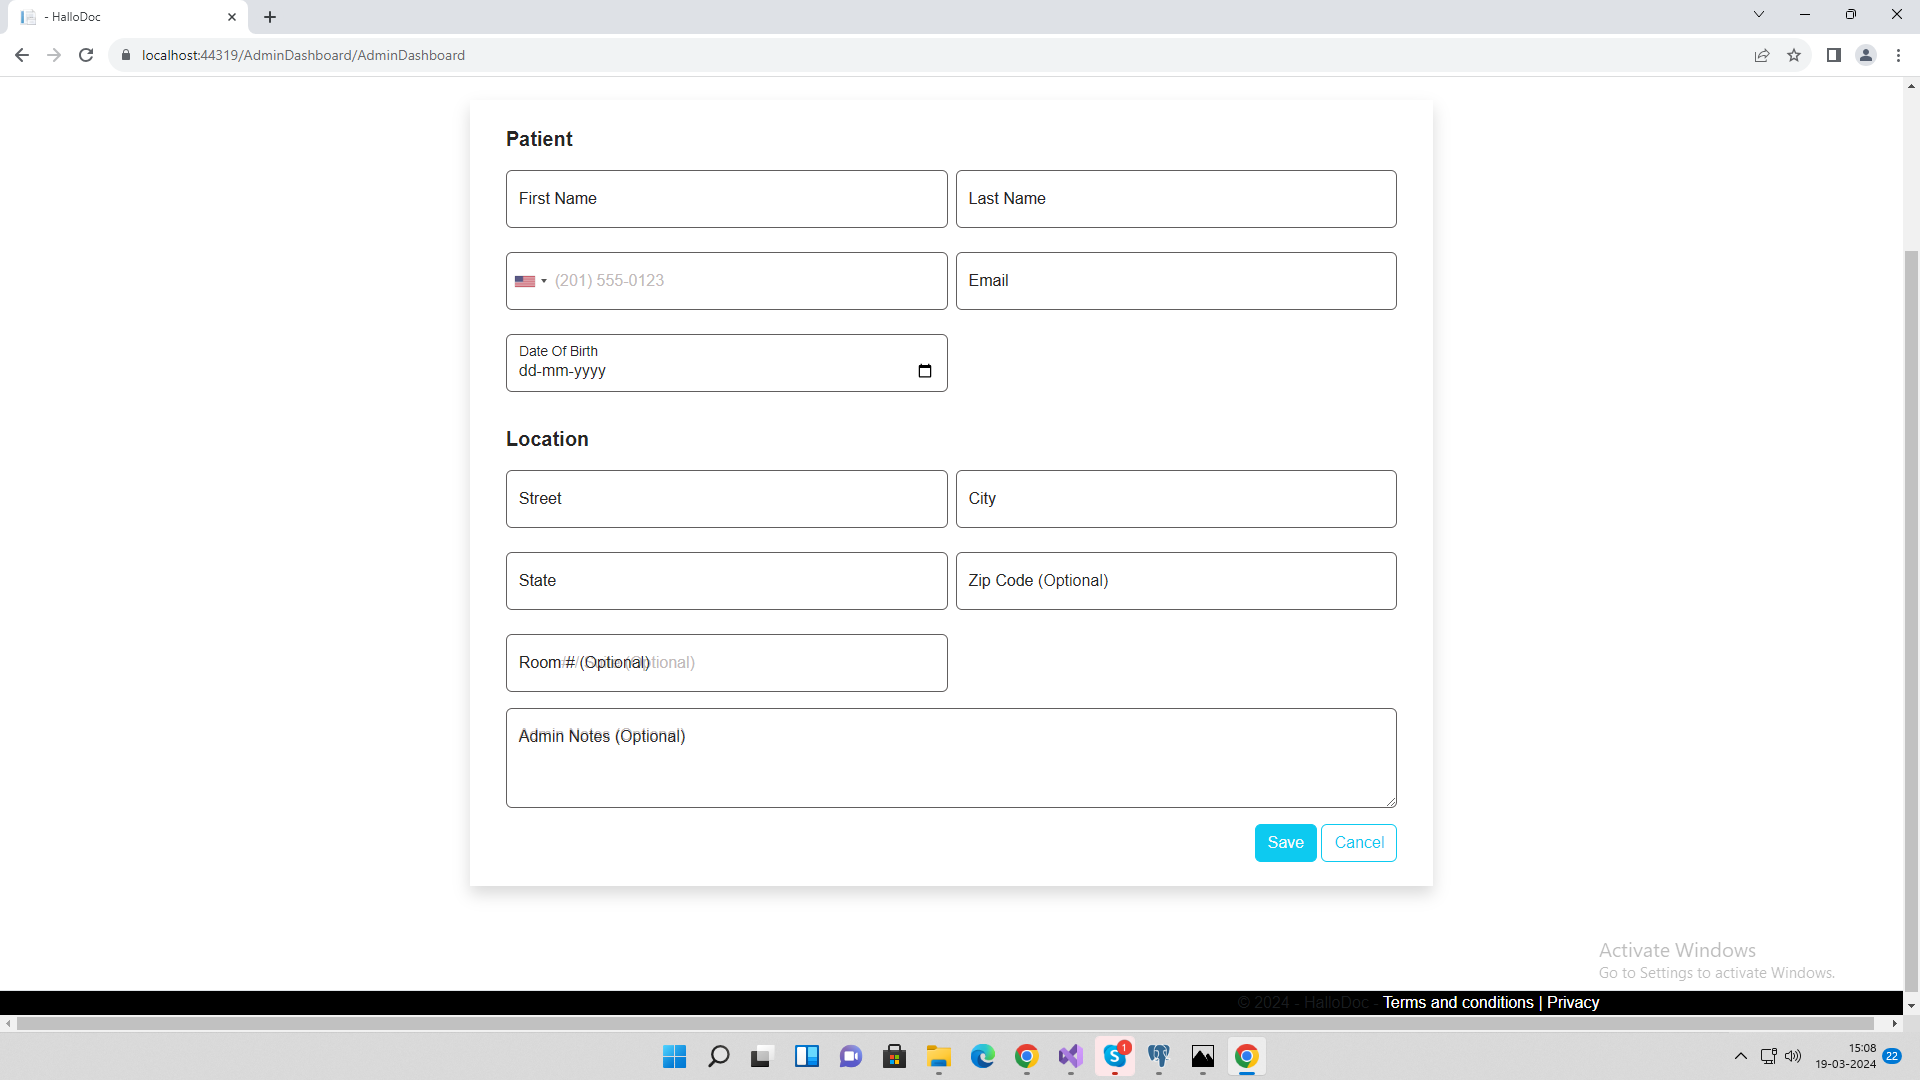 - HalloDoc
localhost:44319/AdminDashboard/AdminDashboard
Patient
First Name
Last Name
(201) 555-0123
Email
Date Of Birth
dd-mm-yyyy
Location
Street
City
State
Zip Code (Optional)
Room # (Optional)
Admin Notes (Optional)
Save
Cancel
Activate Windows
Go to Settings to activate Windows.
© 2024 - HalloDoc - Terms and conditions | Privacy
1
15:08
19-03-2024
22